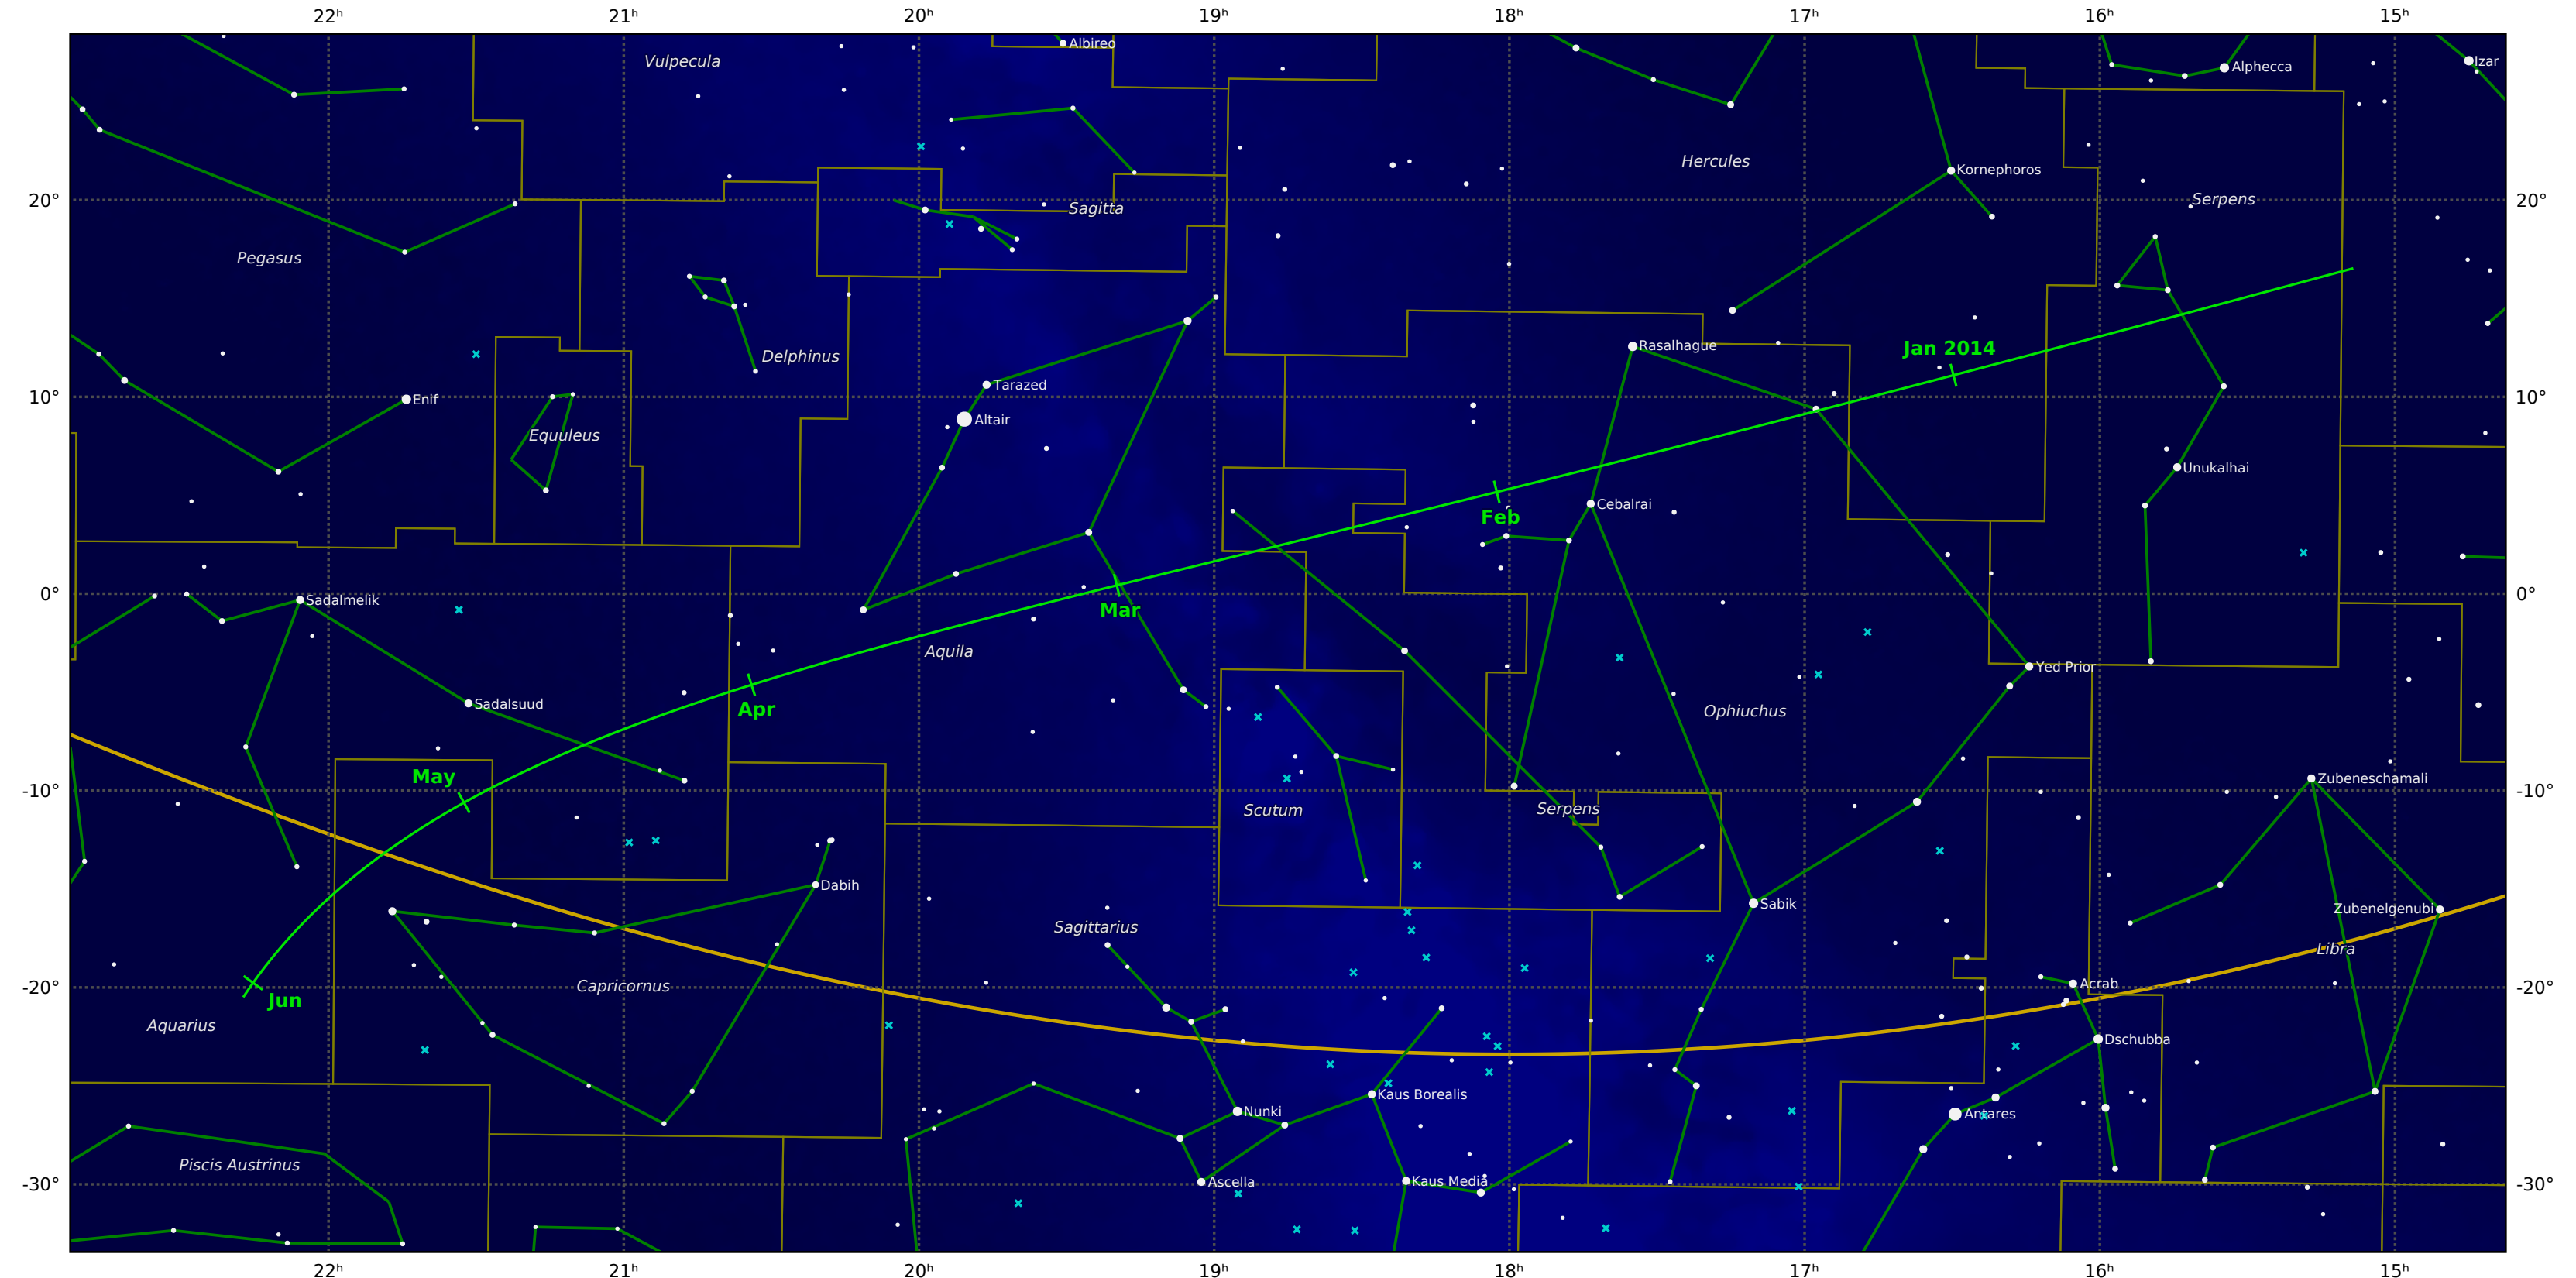 22ʰ 21ʰ 20ʰ 19ʰ 18ʰ 17ʰ 16ʰ 15ʰ
Albireo
Vulpecula
Izar
Alphecca
Hercules
Kornephoros
20° Sagitta Serpens 20°
Pegasus
Jan 2014
Rasalhague
Delphinus
Tarazed
10° Enif 10°
Altair
Equuleus
Unukalhai
Cebalrai
Feb
0° Sadalmelik 0°
Mar
Aquila
Yed Prior
Sadalsuud
Apr Ophiuchus
May
-10° Zubeneschamali -10°
Scutum Serpens
Dabih
Sabik Zubenelgenubi
Sagittarius
Libra
-20° Capricornus Acrab -20°
Jun
Aquarius
Dschubba
Kaus Borealis
Nunki Antares
Piscis Austrinus
-30° Ascella Kaus Media -30°
22ʰ 21ʰ 20ʰ 19ʰ 18ʰ 17ʰ 16ʰ 15ʰ